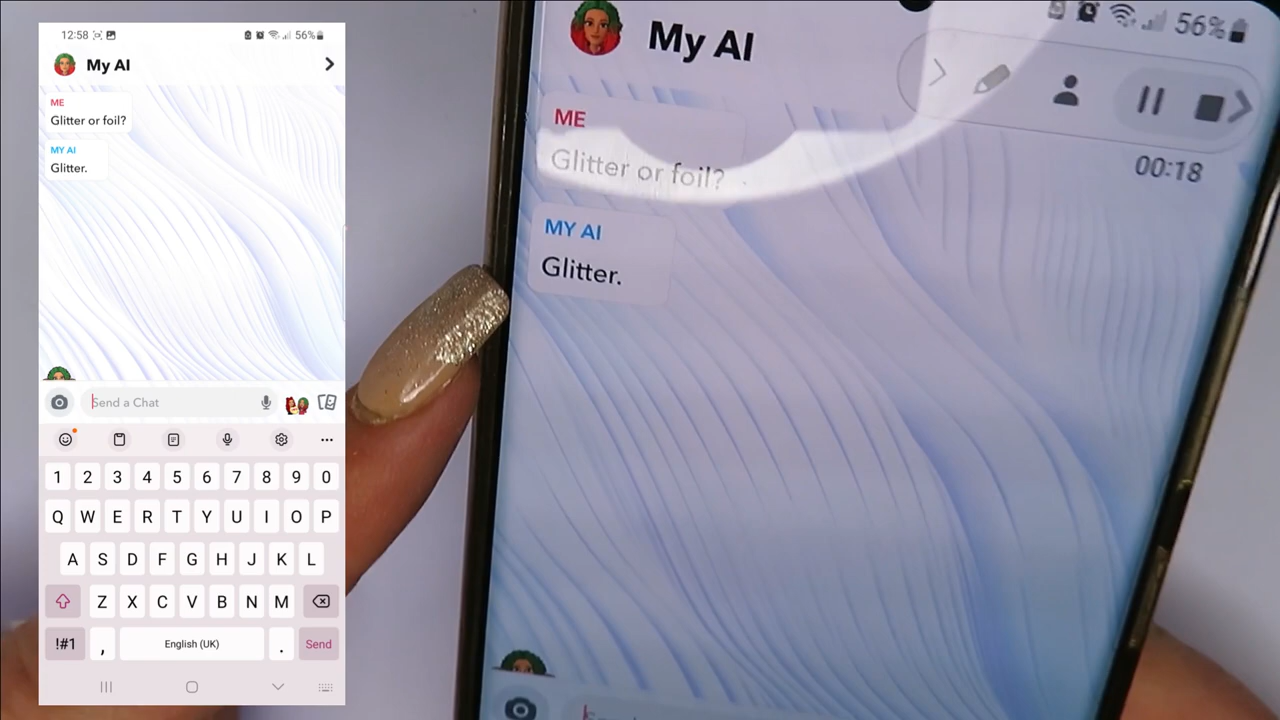 12:58
56%
My AI
ME
Glitter or foil?
MY AI
Glitter.
Send a Chat
1 2 3 4 5 6 7 8 9 0
Q W E R T Y U I O P
A S D F G H J K L
Z X C V B N M
!#1 , English (UK) . Send
56%
My AI
00:18
ME
Glitter or foil?
MY AI
Glitter.